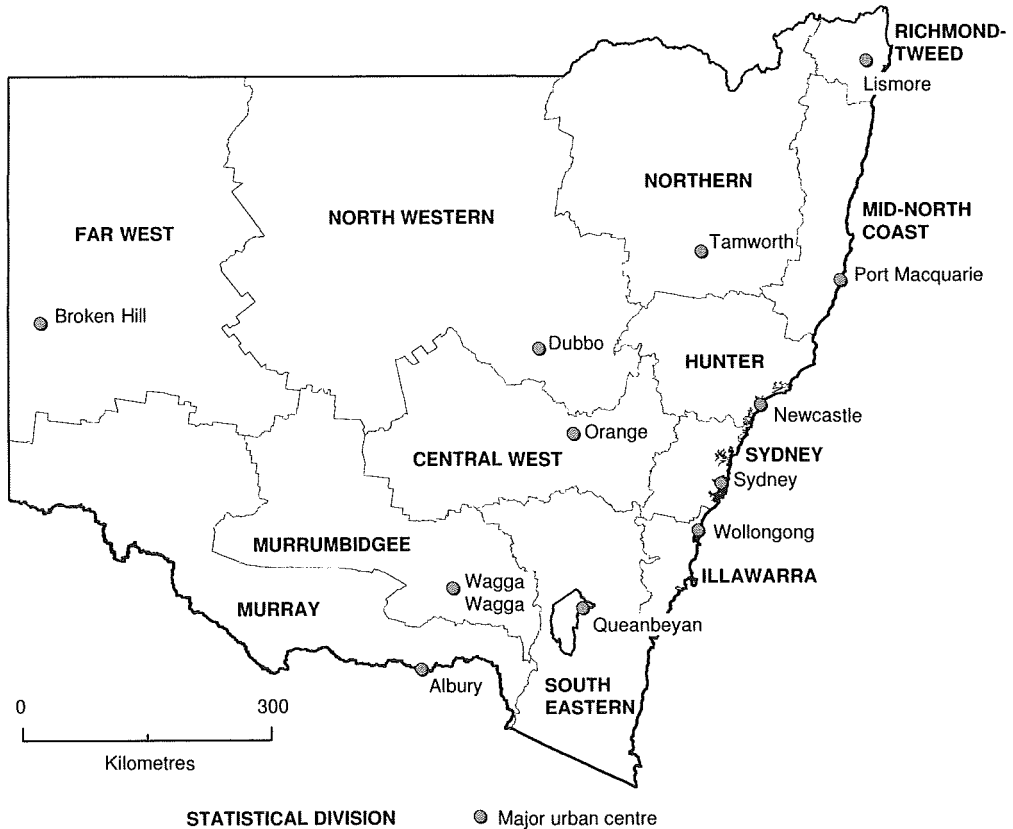 RICHMOND-
TWEED
Lismore
NORTHERN
NORTH WESTERN
MID-NORTH
COAST
FAR WEST
Tamworth
Port Macquarie
Broken Hill
Dubbo
HUNTER
Newcastle
Orange
CENTRAL WEST
SYDNEY
Sydney
Wollongong
MURRUMBIDGEE
ILLAWARRA
Wagga
Wagga
MURRAY
Queanbeyan
Albury
SOUTH
EASTERN
0 300
Kilometres
STATISTICAL DIVISION
Major urban centre